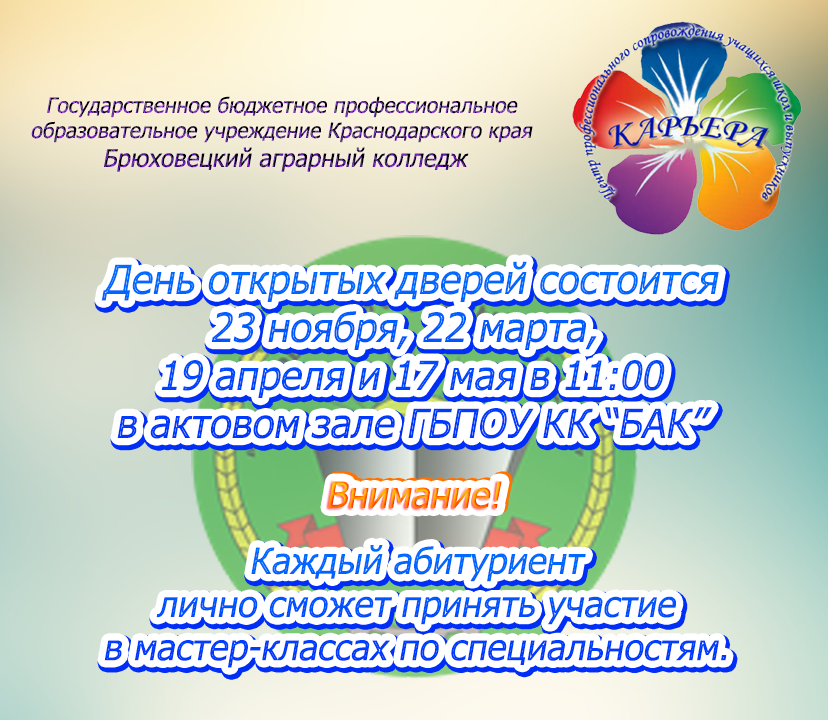 Государственное бюджетное профессиональное
образовательное учреждение Краснодарского края
Брюховецкий аграрный колледж
Центр профессионального сопровождения учащихся школ и выпускников
КАРЬЕРА
День открытых дверей состоится
23 ноября, 22 марта,
19 апреля и 17 мая в 11:00
в актовом зале ГБПОУ КК “БАК”
Внимание!
Каждый абитуриент
лично сможет принять участие
в мастер-классах по специальностям.